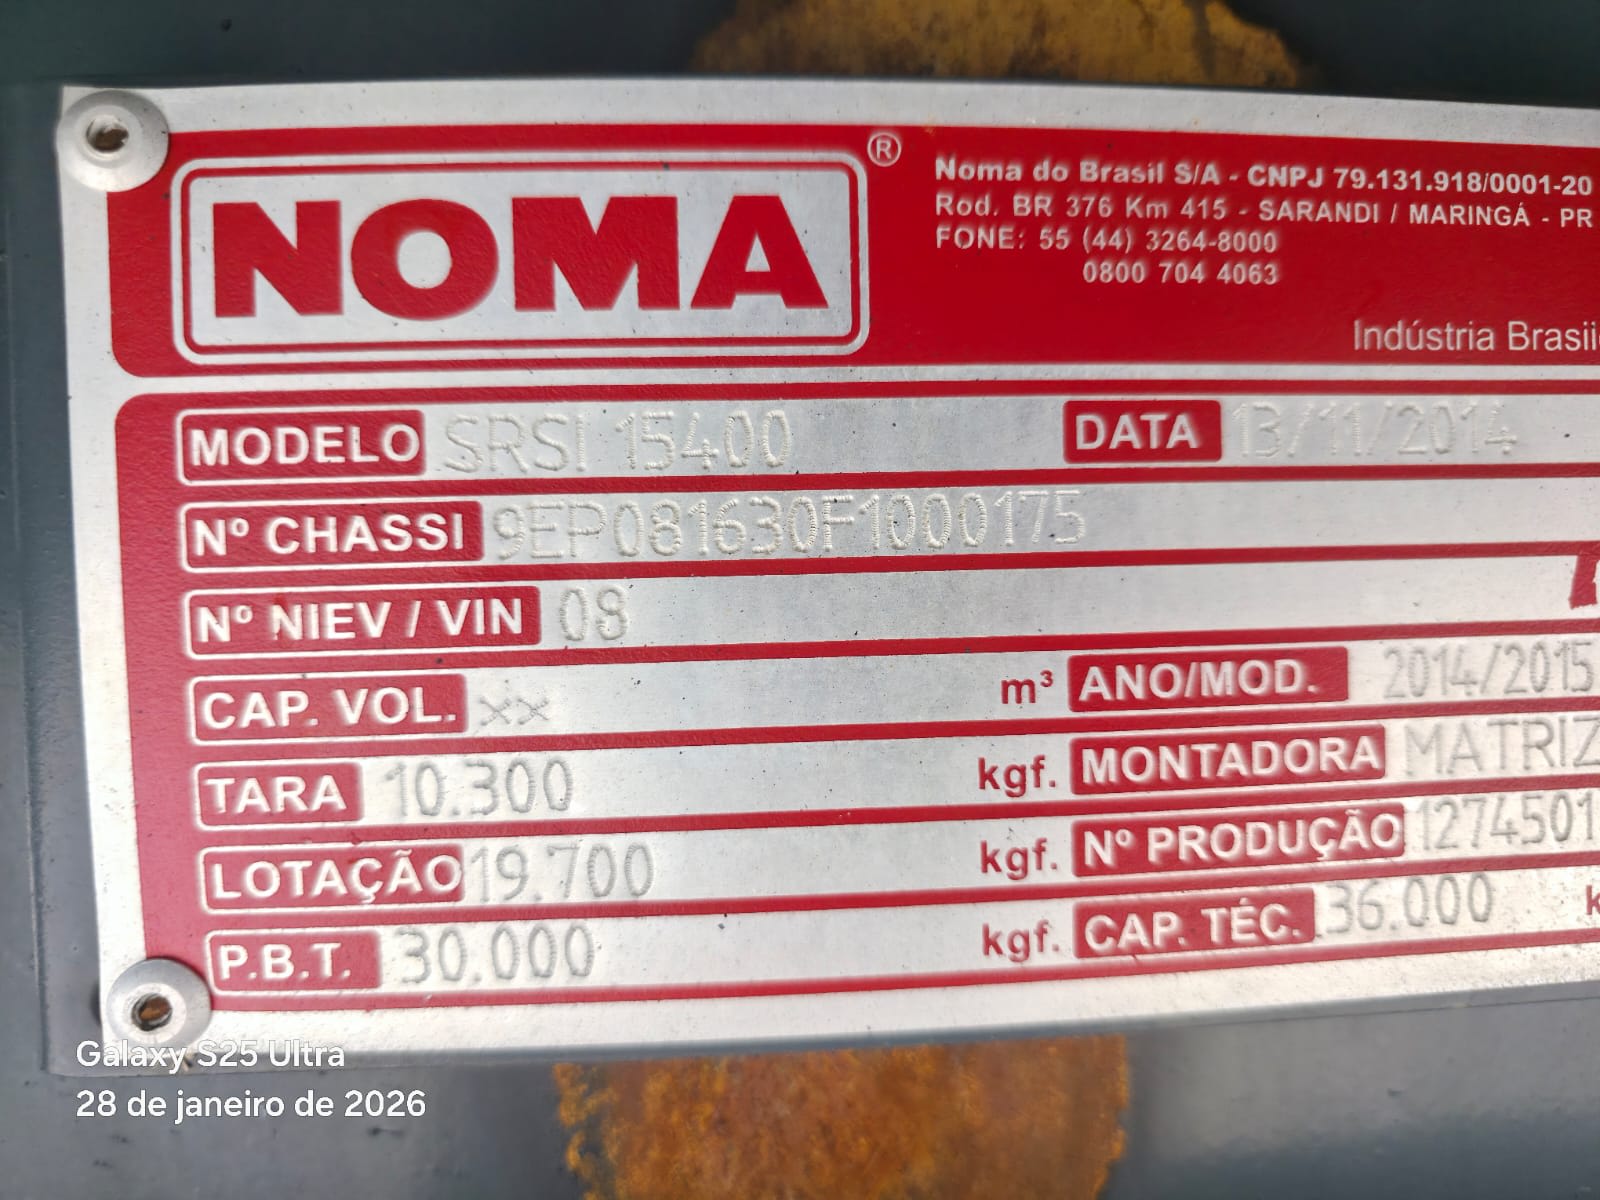 NOMA ®
Noma do Brasil S/A - CNPJ 79.131.918/0001-20
Rod. BR 376 Km 415 - SARANDI / MARINGÁ - PR
FONE: 55 (44) 3264-8000
0800 704 4063
Indústria Brasile
MODELO SRSI 15400 DATA 13/11/2014
Nº CHASSI 9EP081630F1000175
Nº NIEV / VIN 08
CAP. VOL. xx m³ ANO/MOD. 2014/2015
TARA 10.300 kgf. MONTADORA MATRIZ
LOTAÇÃO 19.700 kgf. Nº PRODUÇÃO 1274501
P.B.T. 30.000 kgf. CAP. TÉC. 36.000 k
Galaxy S25 Ultra
28 de janeiro de 2026